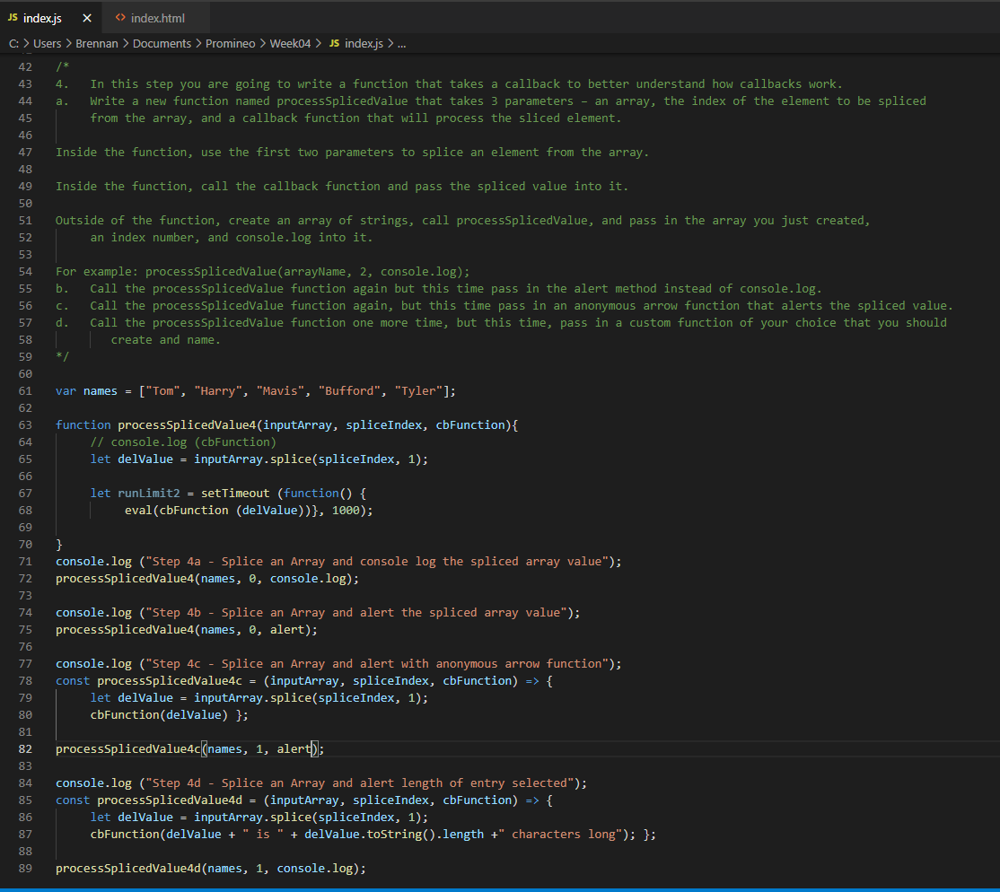 JS index.js × <> index.html
C: > Users > Brennan > Documents > Promineo > Week04 > JS index.js > ...
42 /*
43 4. In this step you are going to write a function that takes a callback to better understand how callbacks work.
44 a. Write a new function named processSplicedValue that takes 3 parameters – an array, the index of the element to be spliced
45 from the array, and a callback function that will process the sliced element.
46
47 Inside the function, use the first two parameters to splice an element from the array.
48
49 Inside the function, call the callback function and pass the spliced value into it.
50
51 Outside of the function, create an array of strings, call processSplicedValue, and pass in the array you just created,
52 an index number, and console.log into it.
53
54 For example: processSplicedValue(arrayName, 2, console.log);
55 b. Call the processSplicedValue function again but this time pass in the alert method instead of console.log.
56 c. Call the processSplicedValue function again, but this time pass in an anonymous arrow function that alerts the spliced value.
57 d. Call the processSplicedValue function one more time, but this time, pass in a custom function of your choice that you should
58 create and name.
59 */
60
61 var names = ["Tom", "Harry", "Mavis", "Bufford", "Tyler"];
62
63 function processSplicedValue4(inputArray, spliceIndex, cbFunction){
64 // console.log (cbFunction)
65 let delValue = inputArray.splice(spliceIndex, 1);
66
67 let runLimit2 = setTimeout (function() {
68 eval(cbFunction (delValue))}, 1000);
69
70 }
71 console.log ("Step 4a - Splice an Array and console log the spliced array value");
72 processSplicedValue4(names, 0, console.log);
73
74 console.log ("Step 4b - Splice an Array and alert the spliced array value");
75 processSplicedValue4(names, 0, alert);
76
77 console.log ("Step 4c - Splice an Array and alert with anonymous arrow function");
78 const processSplicedValue4c = (inputArray, spliceIndex, cbFunction) => {
79 let delValue = inputArray.splice(spliceIndex, 1);
80 cbFunction(delValue) };
81
82 processSplicedValue4c(names, 1, alert);
83
84 console.log ("Step 4d - Splice an Array and alert length of entry selected");
85 const processSplicedValue4d = (inputArray, spliceIndex, cbFunction) => {
86 let delValue = inputArray.splice(spliceIndex, 1);
87 cbFunction(delValue + " is " + delValue.toString().length +" characters long"); };
88
89 processSplicedValue4d(names, 1, console.log);